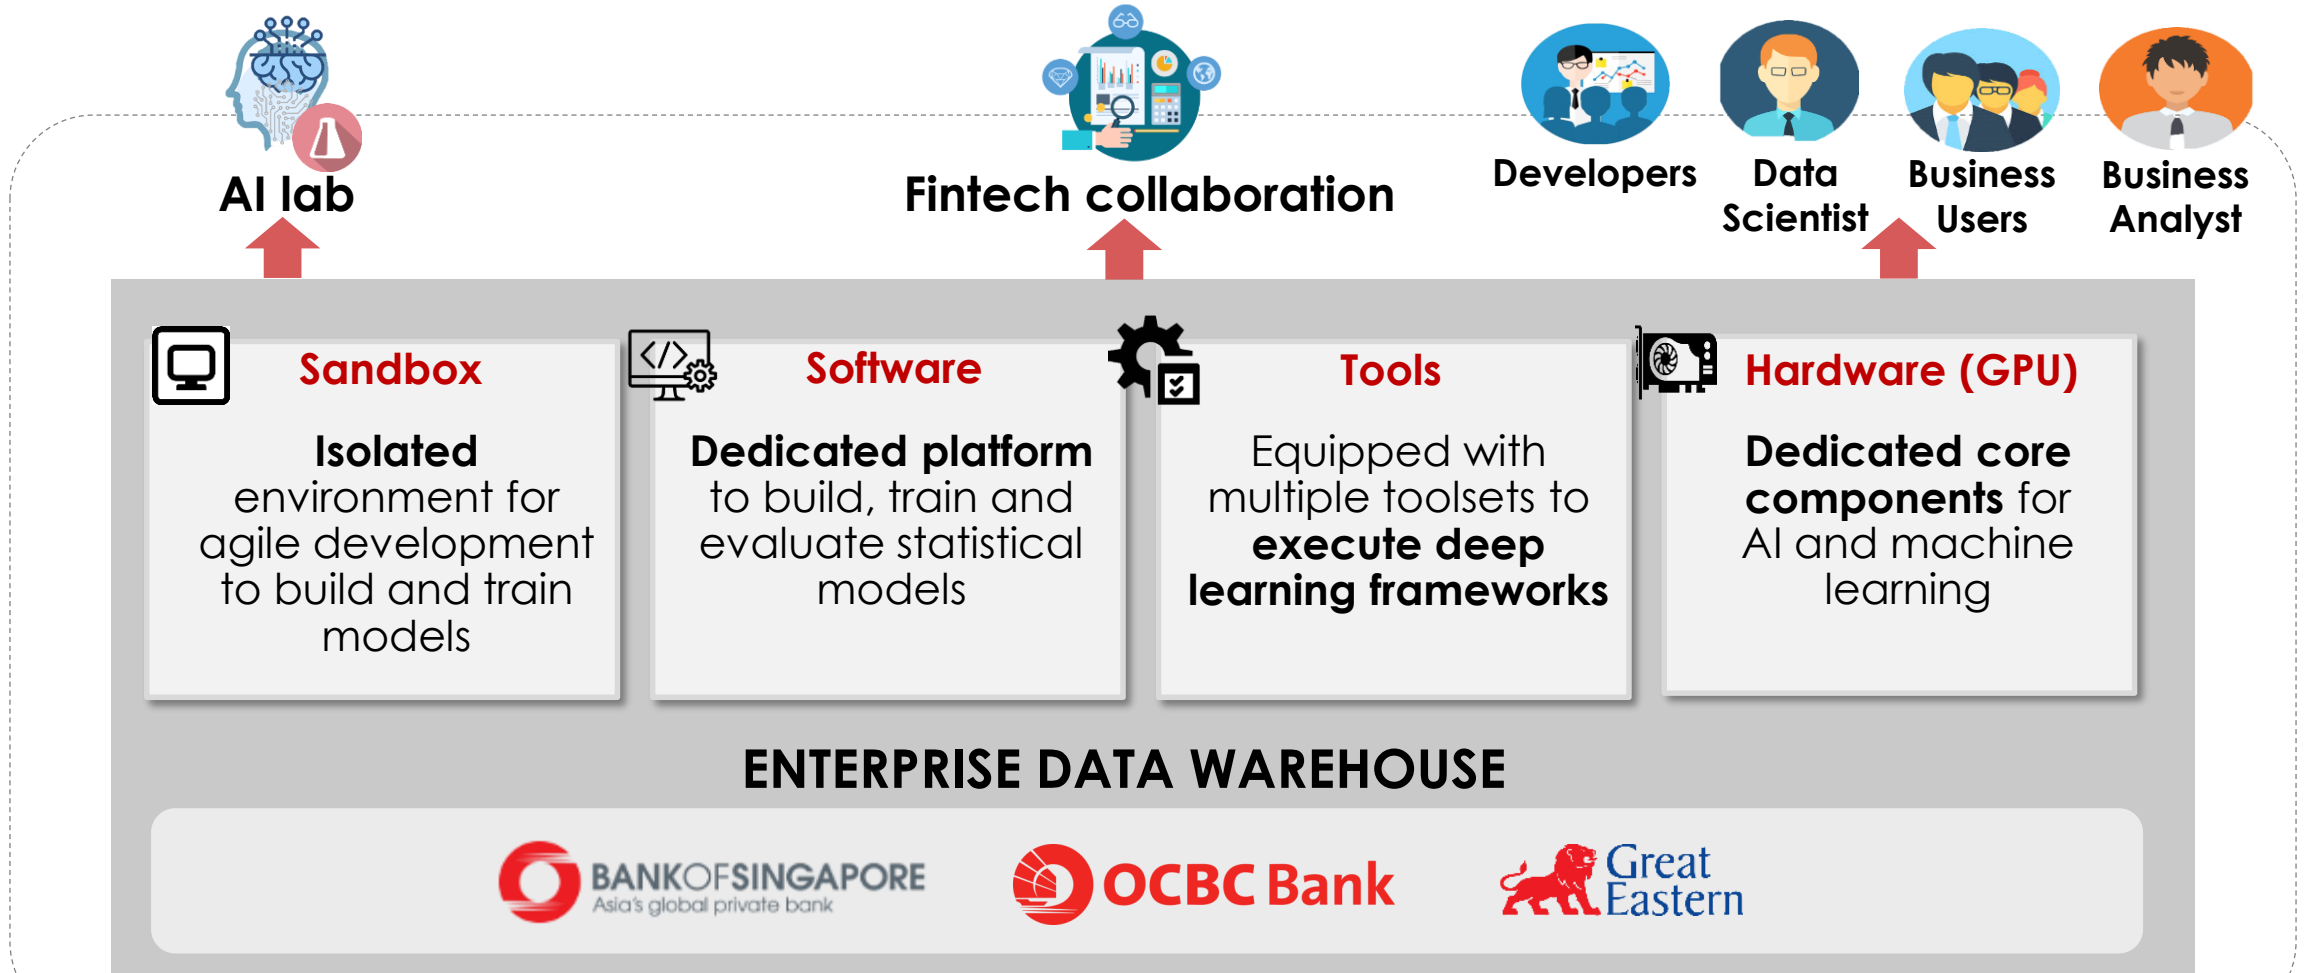 AI lab
Fintech collaboration
Developers
Data
Scientist
Business
Users
Business
Analyst
Sandbox
Isolated
environment for
agile development
to build and train
models
Software
Dedicated platform
to build, train and
evaluate statistical
models
Tools
Equipped with
multiple toolsets to
execute deep
learning frameworks
Hardware (GPU)
Dedicated core
components for
AI and machine
learning
ENTERPRISE DATA WAREHOUSE
BANKOFSINGAPORE
Asia's global private bank
OCBC Bank
Great
Eastern